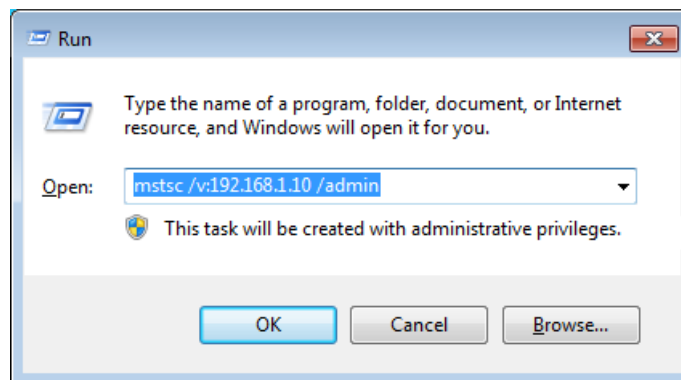 Run
Type the name of a program, folder, document, or Internet
resource, and Windows will open it for you.
Open: mstsc /v:192.168.1.10 /admin
This task will be created with administrative privileges.
OK Cancel Browse...